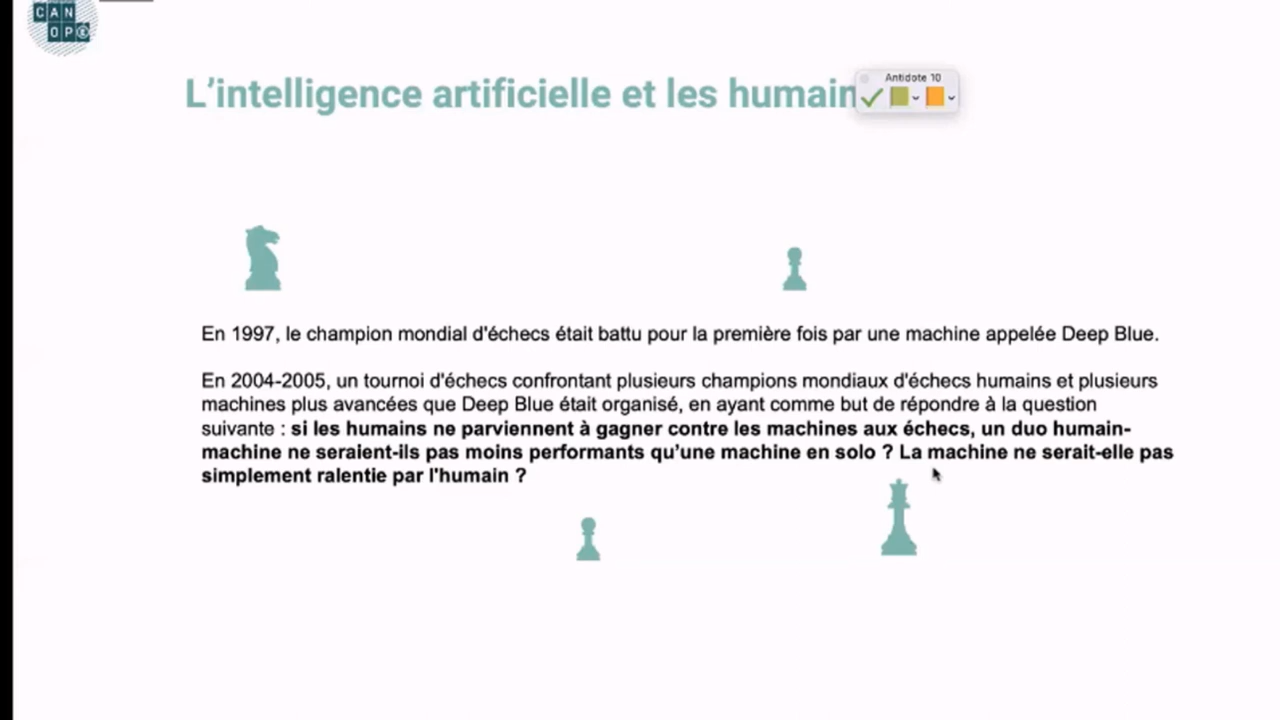 CAN
OPÉ
L'intelligence artificielle et les humain
Antidote 10
En 1997, le champion mondial d'échecs était battu pour la première fois par une machine appelée Deep Blue.
En 2004-2005, un tournoi d'échecs confrontant plusieurs champions mondiaux d'échecs humains et plusieurs
machines plus avancées que Deep Blue était organisé, en ayant comme but de répondre à la question
suivante : si les humains ne parviennent à gagner contre les machines aux échecs, un duo humain-
machine ne seraient-ils pas moins performants qu'une machine en solo ? La machine ne serait-elle pas
simplement ralentie par l'humain ?